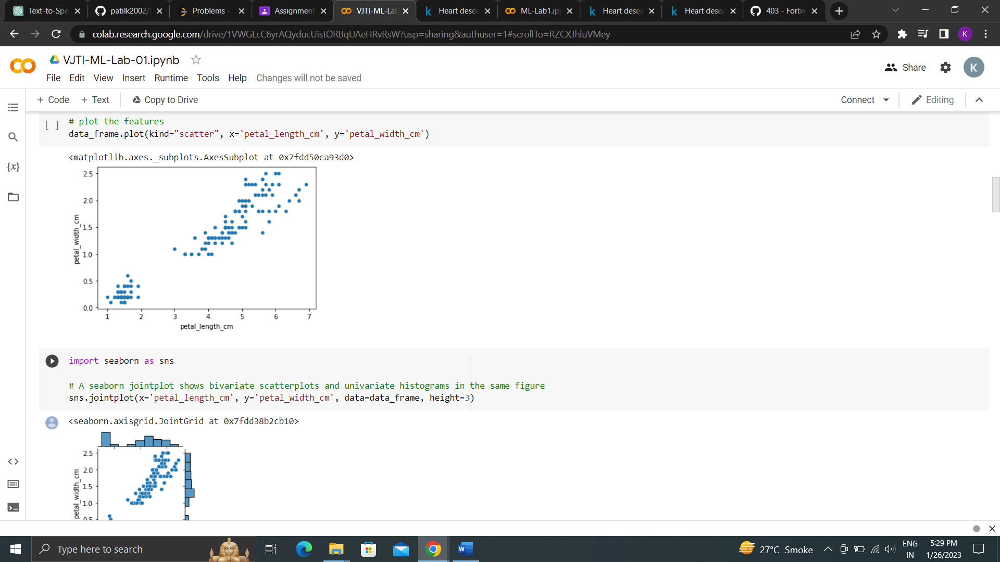 Text-to-Spe
patilk2002/
Problems -
Assignment
VJTI-ML-La
Heart desea
ML-Lab1.ip
Heart desea
Heart desea
403 - Forbi
colab.research.google.com/drive/1VWGLcC6yrAQyducUistORBqUAeHRvRsW?usp=sharing&authuser=1#scrollTo=RZCXJhluVMey
K
VJTI-ML-Lab-01.ipynb
Share
K
File Edit View Insert Runtime Tools Help Changes will not be saved
+ Code + Text Copy to Drive
Connect
Editing
{x}
[ ]
# plot the features
data_frame.plot(kind="scatter", x='petal_length_cm', y='petal_width_cm')
<matplotlib.axes._subplots.AxesSubplot at 0x7fdd50ca93d0>
2.5
2.0
1.5
1.0
0.5
0.0
petal_width_cm
1 2 3 4 5 6 7
petal_length_cm
import seaborn as sns
# A seaborn jointplot shows bivariate scatterplots and univariate histograms in the same figure
sns.jointplot(x='petal_length_cm', y='petal_width_cm', data=data_frame, height=3)
<seaborn.axisgrid.JointGrid at 0x7fdd38b2cb10>
2.5
2.0
1.5
1.0
0.5
petal_width_cm
Type here to search
27°C Smoke
ENG
IN
5:29 PM
1/26/2023